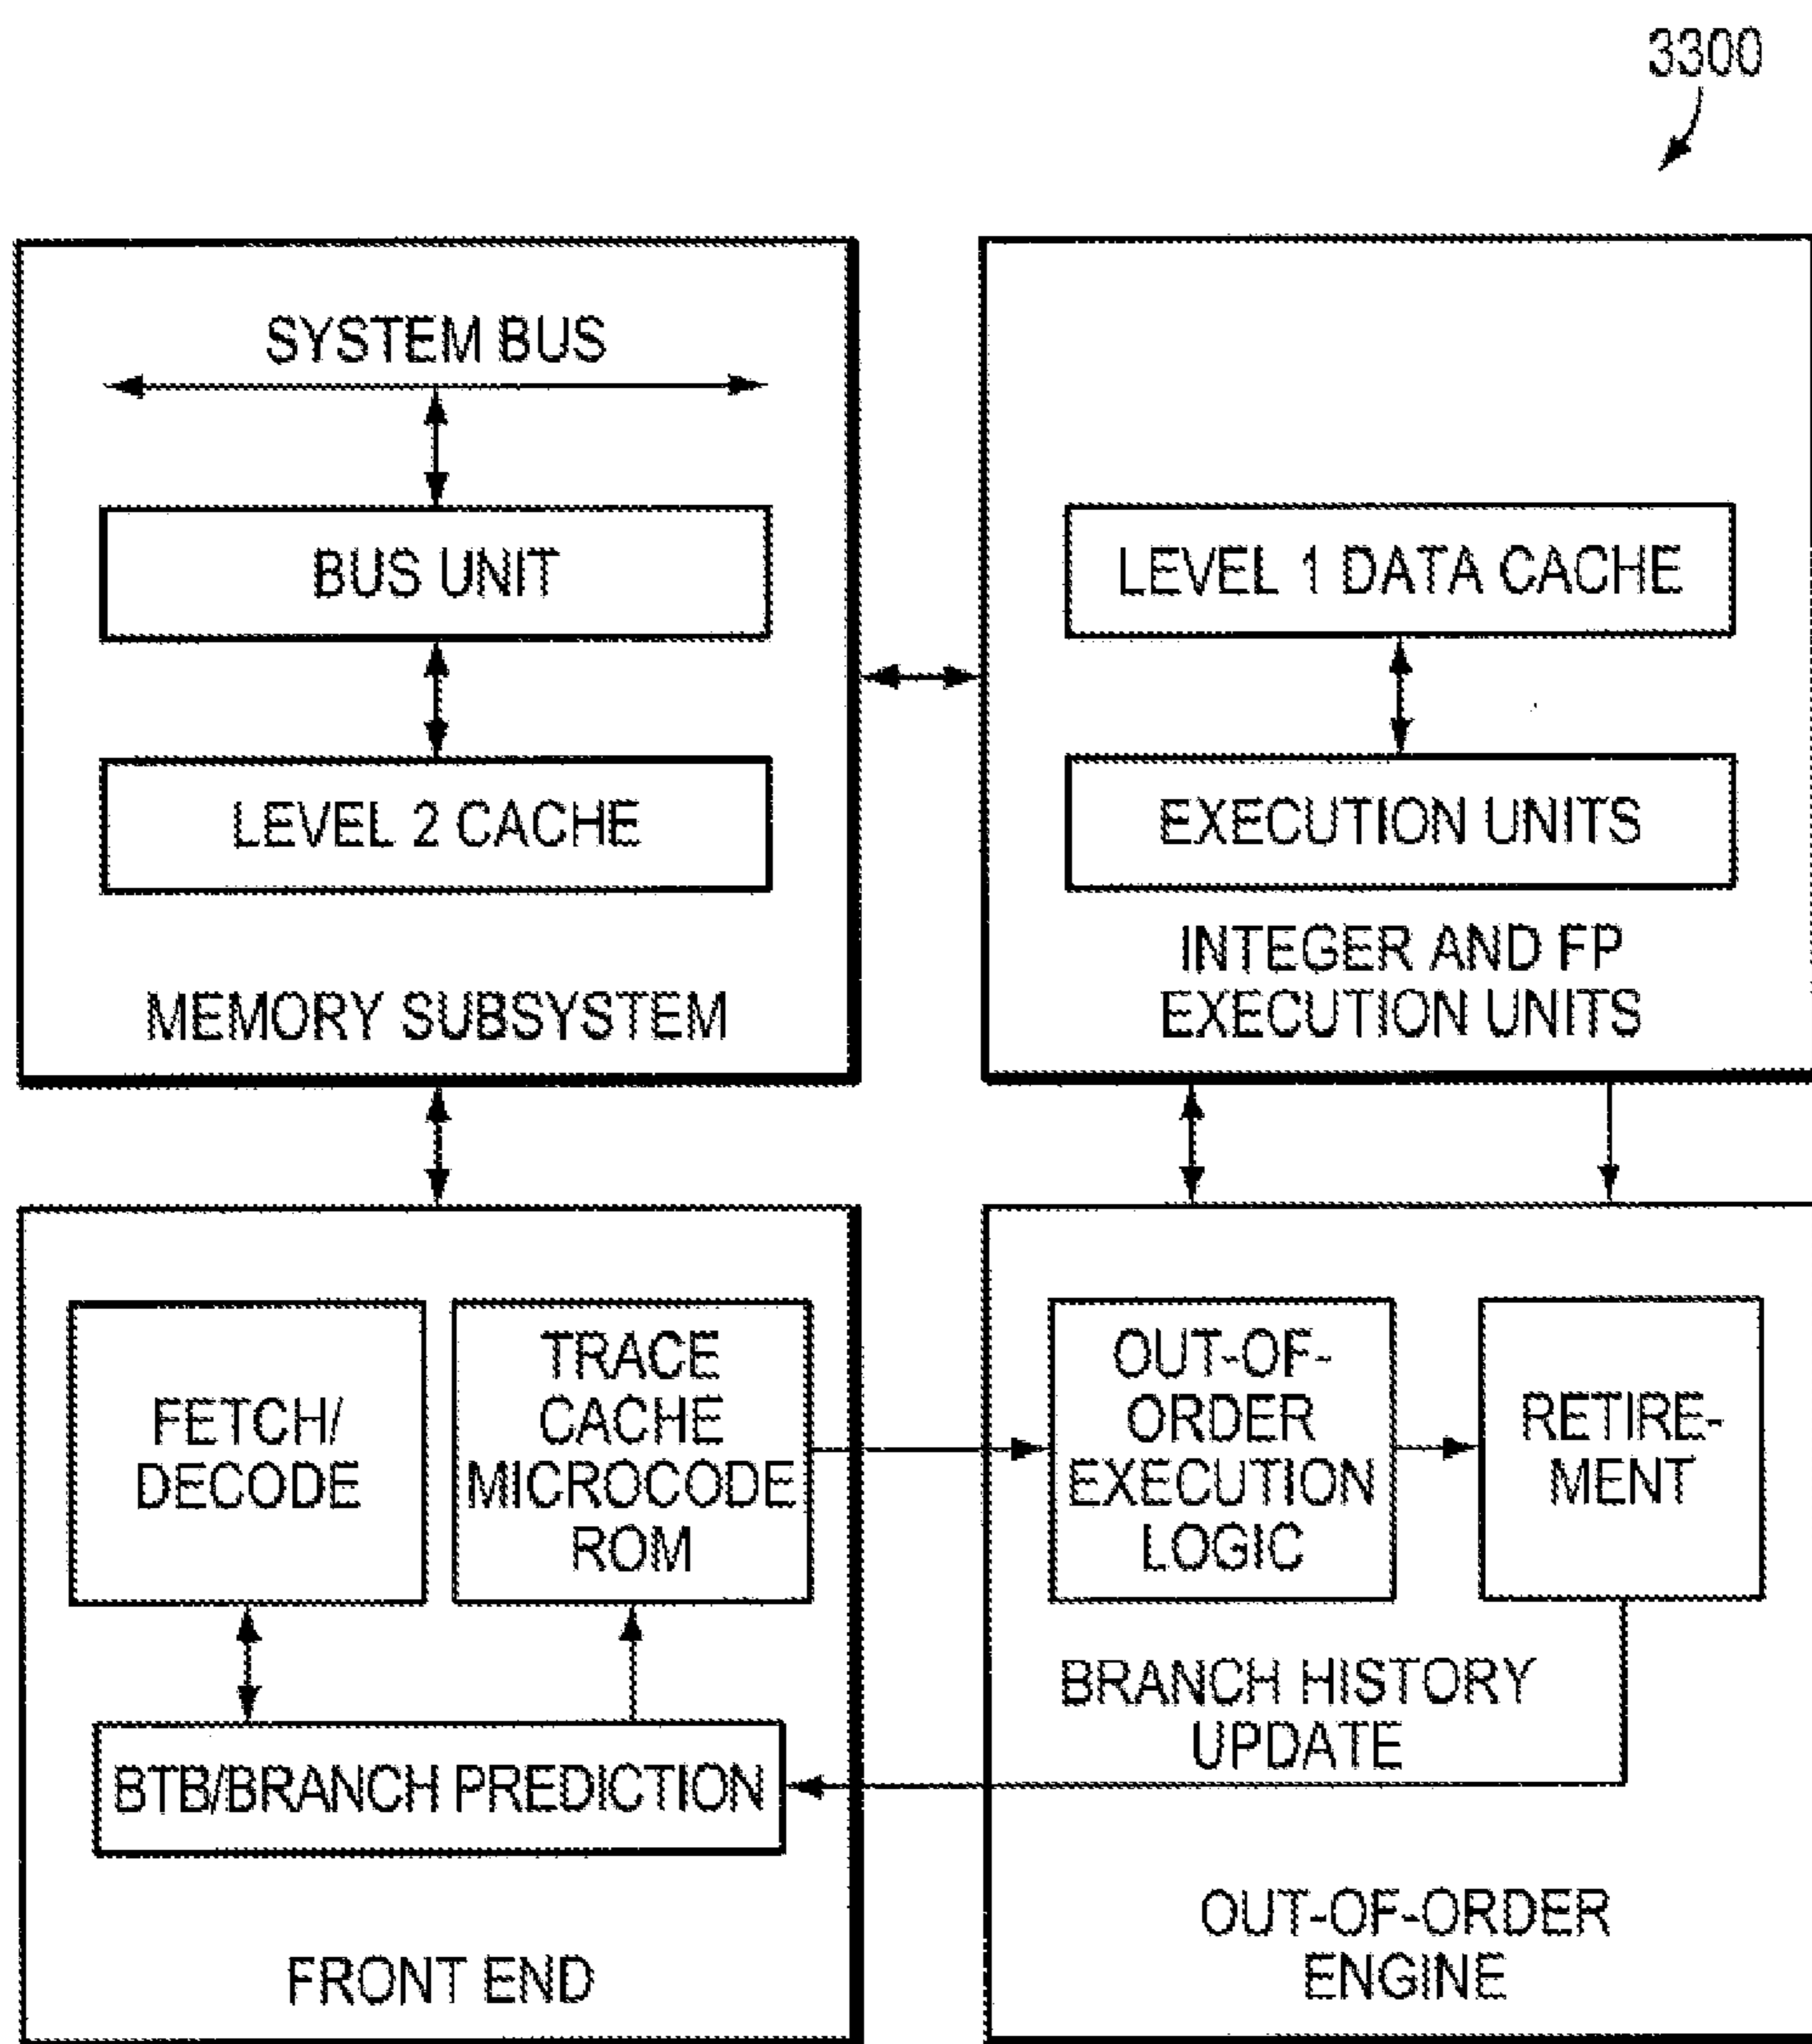 3300
SYSTEM BUS
BUS UNIT
LEVEL 2 CACHE
MEMORY SUBSYSTEM
LEVEL 1 DATA CACHE
EXECUTION UNITS
INTEGER AND FP
EXECUTION UNITS
FETCH/
DECODE
TRACE
CACHE
MICROCODE
ROM
BTB/BRANCH PREDICTION
FRONT END
OUT-OF-
ORDER
EXECUTION
LOGIC
RETIRE-
MENT
BRANCH HISTORY
UPDATE
OUT-OF-ORDER
ENGINE